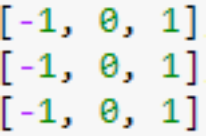 [-1, 0, 1]
[-1, 0, 1]
[-1, 0, 1]